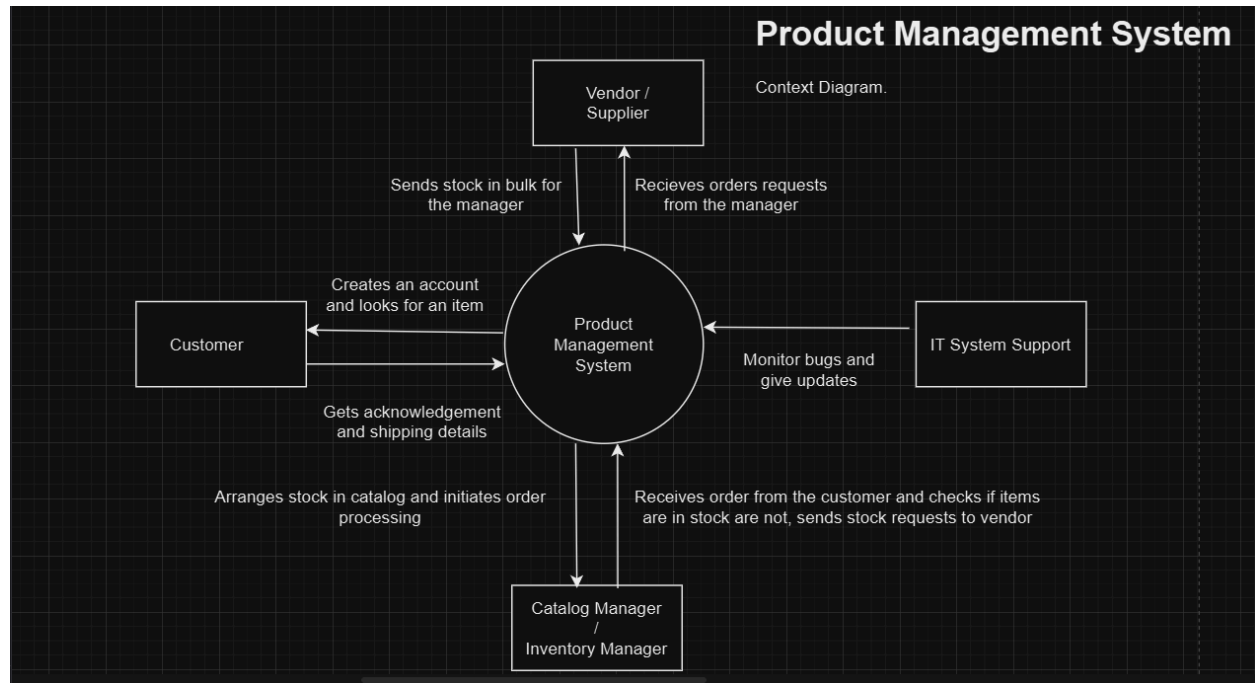 Product Management System
Context Diagram.
Vendor /
Supplier
Sends stock in bulk for
the manager
Recieves orders requests
from the manager
Creates an account
and looks for an item
Customer
Product
Management
System
IT System Support
Monitor bugs and
give updates
Gets acknowledgement
and shipping details
Arranges stock in catalog and initiates order
processing
Receives order from the customer and checks if items
are in stock are not, sends stock requests to vendor
Catalog Manager
/
Inventory Manager